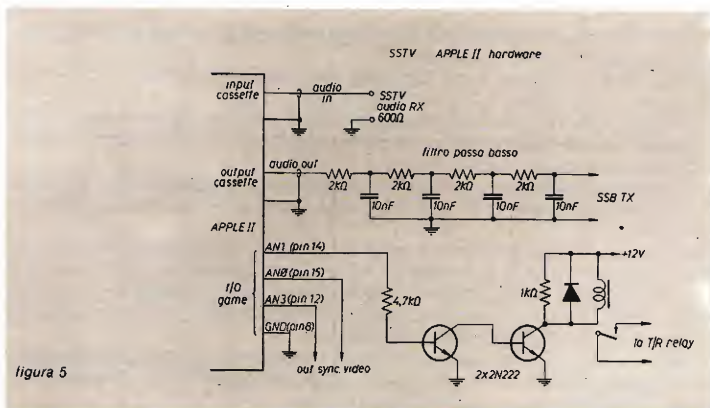 SSTV APPLE II hardware
input cassette
audio in
SSTV audio RX 600Ω
output cassette
audio out
filtro passa basso
2kΩ
2kΩ
2kΩ
2kΩ
10nF
10nF
10nF
10nF
SSB TX
APPLE II
I/O game
AN1 (pin 14)
AN0 (pin 15)
AN3 (pin 12)
GND (pin 8)
4,7kΩ
1kΩ
+12V
to T/R relay
2x2N222
out sync. video
figura 5